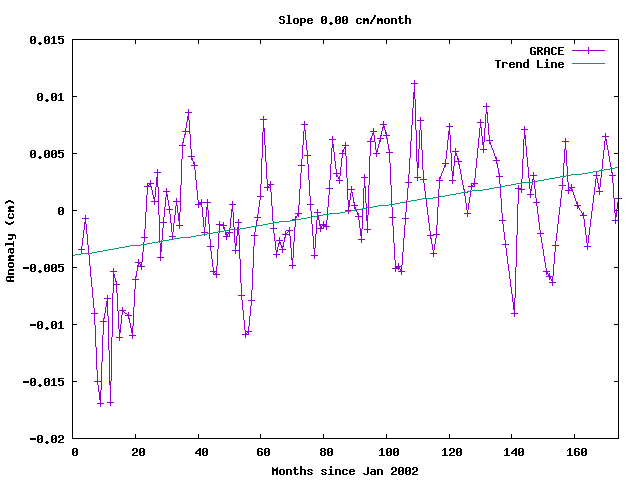 Slope 0.00 cm/month
0.015
0.01
0.005
0
-0.005
-0.01
-0.015
-0.02
Anomaly (cm)
GRACE
Trend Line
0 20 40 60 80 100 120 140 160
Months since Jan 2002